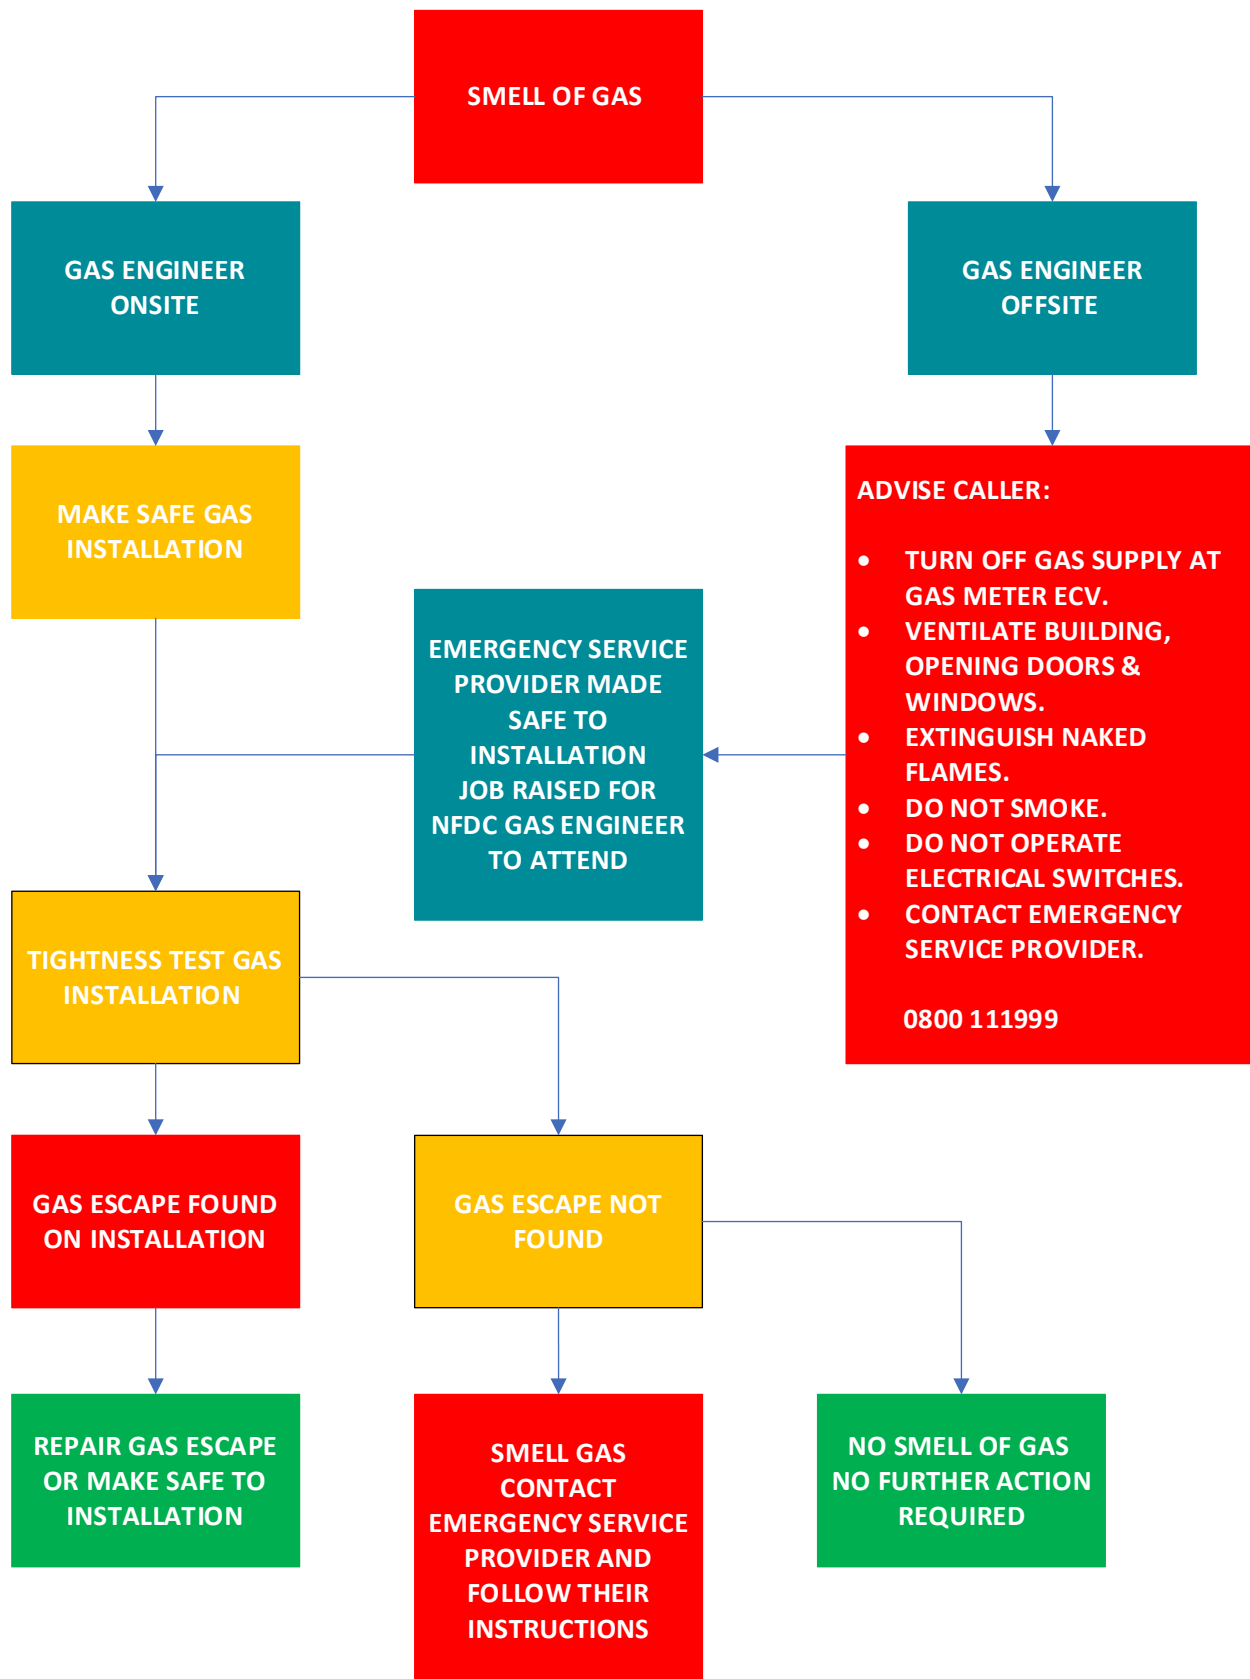 SMELL OF GAS
GAS ENGINEER
ONSITE
GAS ENGINEER
OFFSITE
MAKE SAFE GAS
INSTALLATION
ADVISE CALLER:
• TURN OFF GAS SUPPLY AT
GAS METER ECV.
• VENTILATE BUILDING,
OPENING DOORS &
WINDOWS.
• EXTINGUISH NAKED
FLAMES.
• DO NOT SMOKE.
• DO NOT OPERATE
ELECTRICAL SWITCHES.
• CONTACT EMERGENCY
SERVICE PROVIDER.
0800 111999
EMERGENCY SERVICE
PROVIDER MADE
SAFE TO
INSTALLATION
JOB RAISED FOR
NFDC GAS ENGINEER
TO ATTEND
TIGHTNESS TEST GAS
INSTALLATION
GAS ESCAPE FOUND
ON INSTALLATION
GAS ESCAPE NOT
FOUND
REPAIR GAS ESCAPE
OR MAKE SAFE TO
INSTALLATION
SMELL GAS
CONTACT
EMERGENCY SERVICE
PROVIDER AND
FOLLOW THEIR
INSTRUCTIONS
NO SMELL OF GAS
NO FURTHER ACTION
REQUIRED